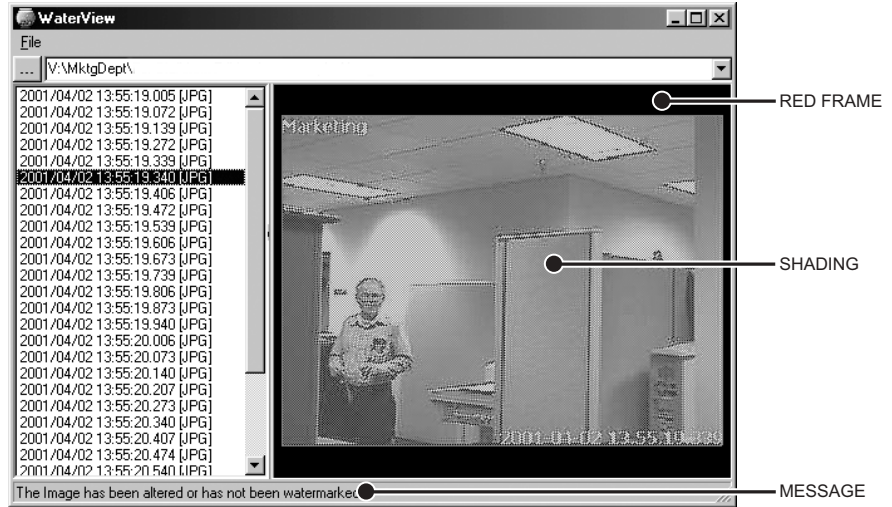 WaterView
File
...
V:\MktgDept\
2001/04/02 13:55:19.005 [JPG]
2001/04/02 13:55:19.072 [JPG]
2001/04/02 13:55:19.139 [JPG]
2001/04/02 13:55:19.272 [JPG]
2001/04/02 13:55:19.339 [JPG]
2001/04/02 13:55:19.340 [JPG]
2001/04/02 13:55:19.406 [JPG]
2001/04/02 13:55:19.472 [JPG]
2001/04/02 13:55:19.539 [JPG]
2001/04/02 13:55:19.606 [JPG]
2001/04/02 13:55:19.673 [JPG]
2001/04/02 13:55:19.739 [JPG]
2001/04/02 13:55:19.806 [JPG]
2001/04/02 13:55:19.873 [JPG]
2001/04/02 13:55:19.940 [JPG]
2001/04/02 13:55:20.006 [JPG]
2001/04/02 13:55:20.073 [JPG]
2001/04/02 13:55:20.140 [JPG]
2001/04/02 13:55:20.207 [JPG]
2001/04/02 13:55:20.273 [JPG]
2001/04/02 13:55:20.340 [JPG]
2001/04/02 13:55:20.407 [JPG]
2001/04/02 13:55:20.474 [JPG]
2001/04/02 13:55:20.540 [JPG]
Marketing
2001-04-02 13.55.19.339
RED FRAME
SHADING
The Image has been altered or has not been watermarked
MESSAGE